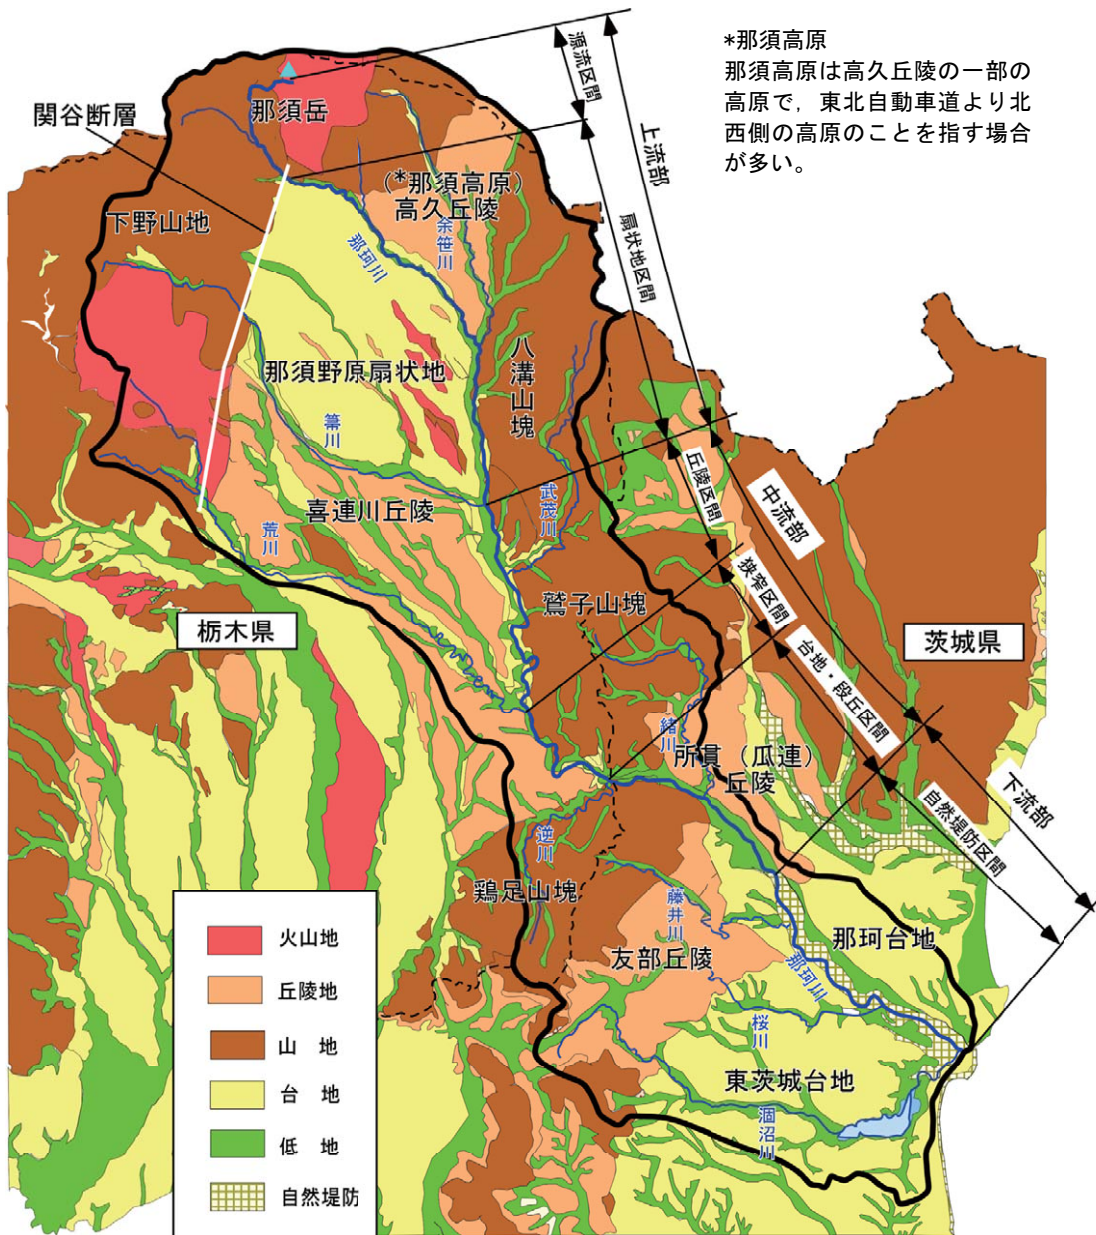 *那須高原
那須高原は高久丘陵の一部の
高原で，東北自動車道より北
西側の高原のことを指す場合
が多い。
源流区間
上流部
扇状地区間
関谷断層
那須岳
(*那須高原)
高久丘陵
下野山地
余笹川
那珂川
那須野原扇状地
八溝山塊
箒川
武茂川
喜連川丘陵
荒川
丘陵区間
中流部
狭窄区間
鷲子山塊
栃木県
茨城県
台地・段丘区間
緒川
所貫（瓜連）
丘陵
下流部
自然堤防区間
逆川
鶏足山塊
藤井川
友部丘陵
那珂台地
那珂川
桜川
東茨城台地
涸沼川
火山地
丘陵地
山　地
台　地
低　地
自然堤防